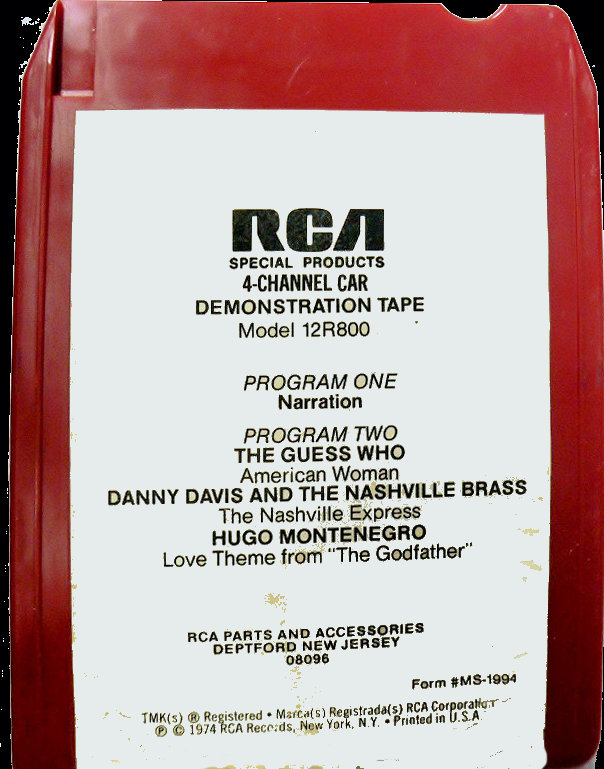 RCA
SPECIAL PRODUCTS
4-CHANNEL CAR
DEMONSTRATION TAPE
Model 12R800
PROGRAM ONE
Narration
PROGRAM TWO
THE GUESS WHO
American Woman
DANNY DAVIS AND THE NASHVILLE BRASS
The Nashville Express
HUGO MONTENEGRO
Love Theme from "The Godfather"
RCA PARTS AND ACCESSORIES
DEPTFORD NEW JERSEY
08096
Form #MS-1994
TMK(s) ® Registered • Marca(s) Registrada(s) RCA Corporation
℗ © 1974 RCA Records, New York, N.Y. • Printed in U.S.A.